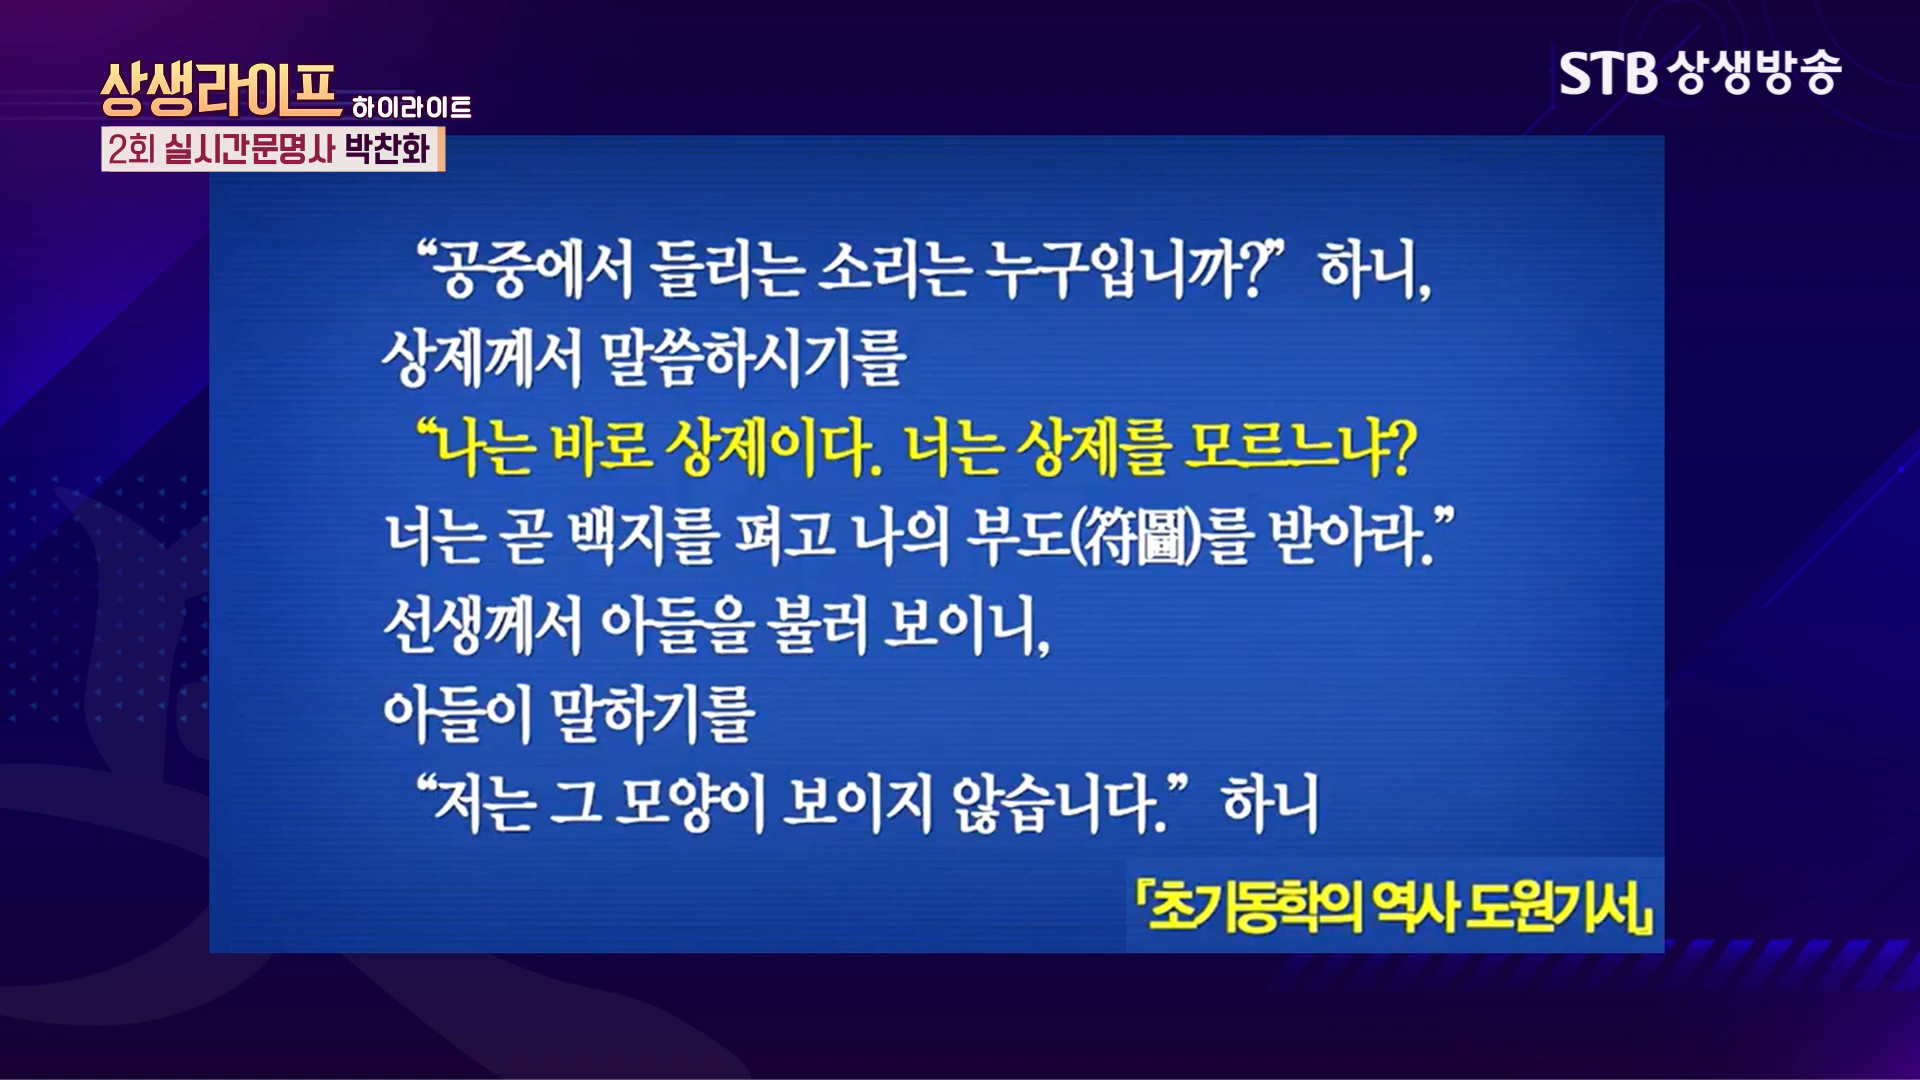 상생라이프 하이라이트
STB 상생방송
2회 실시간문명사 박찬화
“공중에서 들리는 소리는 누구입니까?” 하니,
상제께서 말씀하시기를
“나는 바로 상제이다. 너는 상제를 모르느냐?
너는 곧 백지를 펴고 나의 부도(符圖)를 받아라.”
선생께서 아들을 불러 보이니,
아들이 말하기를
“저는 그 모양이 보이지 않습니다.” 하니
『초기동학의 역사 도원기서』